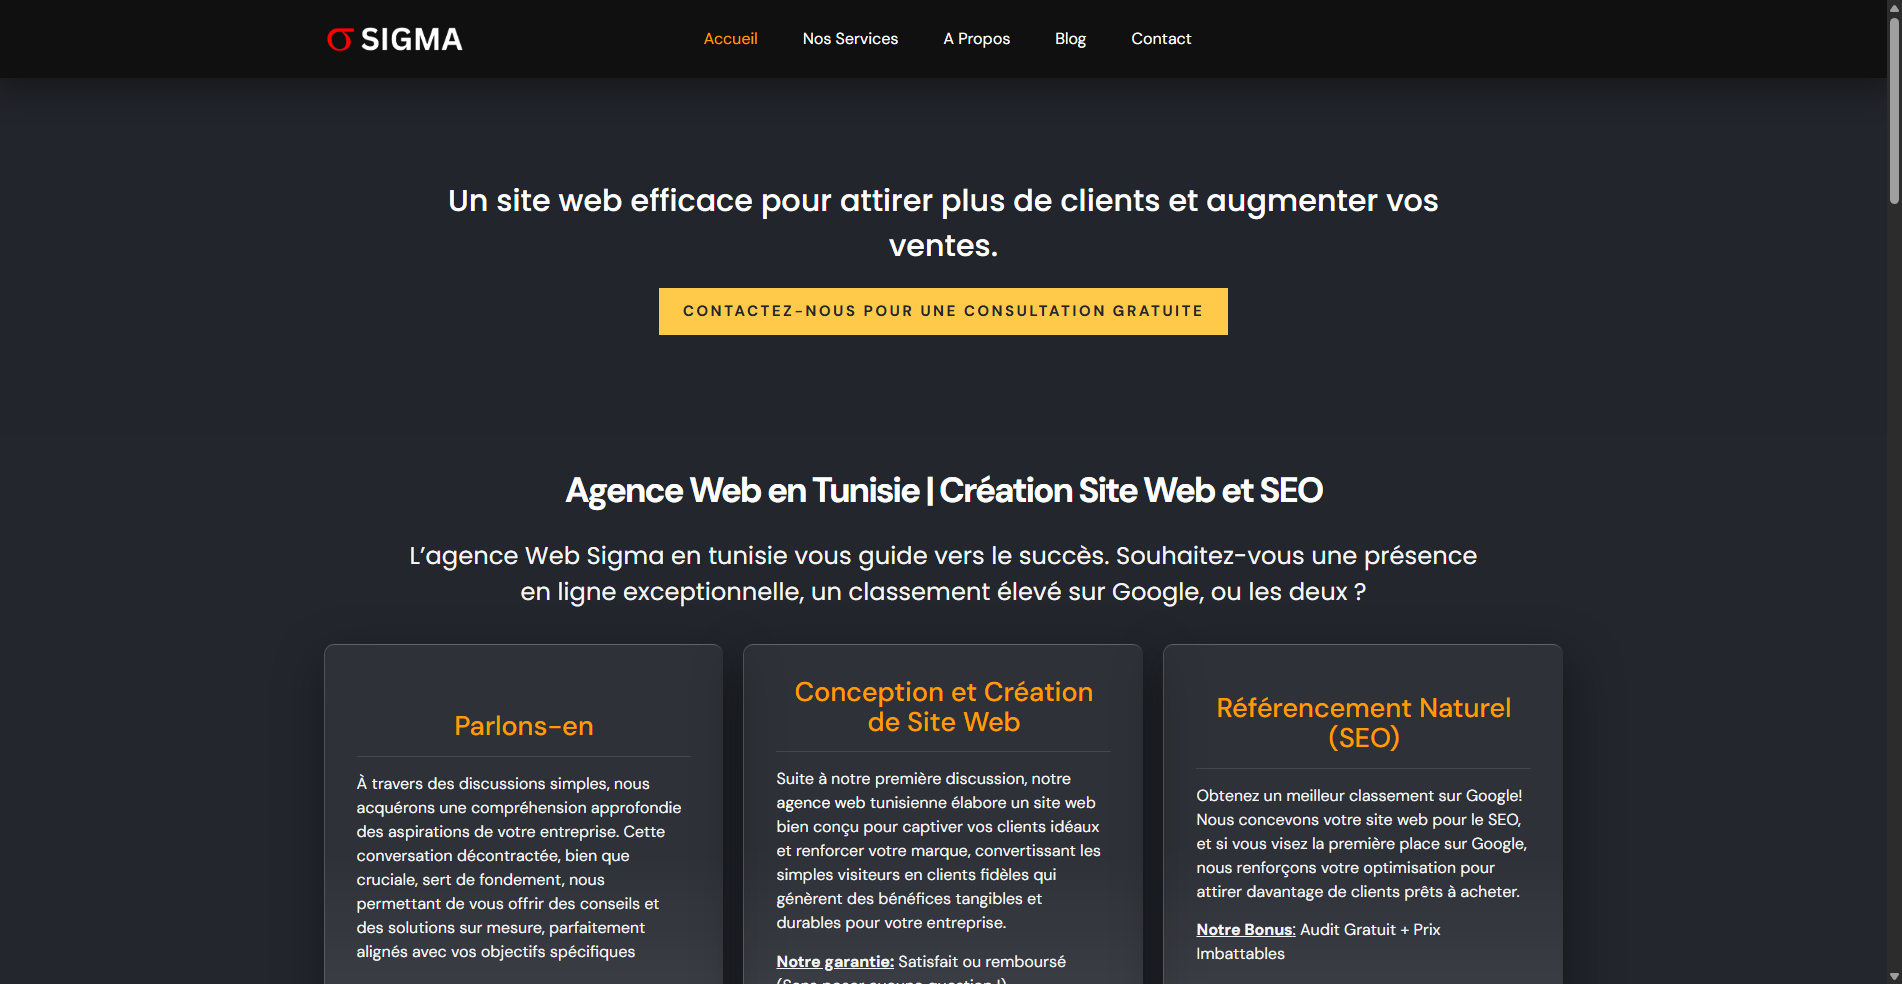 σ SIGMA
Accueil
Nos Services
A Propos
Blog
Contact
Un site web efficace pour attirer plus de clients et augmenter vos
ventes.
CONTACTEZ-NOUS POUR UNE CONSULTATION GRATUITE
Agence Web en Tunisie | Création Site Web et SEO
L’agence Web Sigma en tunisie vous guide vers le succès. Souhaitez-vous une présence
en ligne exceptionnelle, un classement élevé sur Google, ou les deux ?
Parlons-en
À travers des discussions simples, nous
acquérons une compréhension approfondie
des aspirations de votre entreprise. Cette
conversation décontractée, bien que
cruciale, sert de fondement, nous
permettant de vous offrir des conseils et
des solutions sur mesure, parfaitement
alignés avec vos objectifs spécifiques
Conception et Création
de Site Web
Suite à notre première discussion, notre
agence web tunisienne élabore un site web
bien conçu pour captiver vos clients idéaux
et renforcer votre marque, convertissant les
simples visiteurs en clients fidèles qui
génèrent des bénéfices tangibles et
durables pour votre entreprise.
Notre garantie: Satisfait ou remboursé
(Sans poser aucune question !)
Référencement Naturel
(SEO)
Obtenez un meilleur classement sur Google!
Nous concevons votre site web pour le SEO,
et si vous visez la première place sur Google,
nous renforçons votre optimisation pour
attirer davantage de clients prêts à acheter.
Notre Bonus: Audit Gratuit + Prix
Imbattables